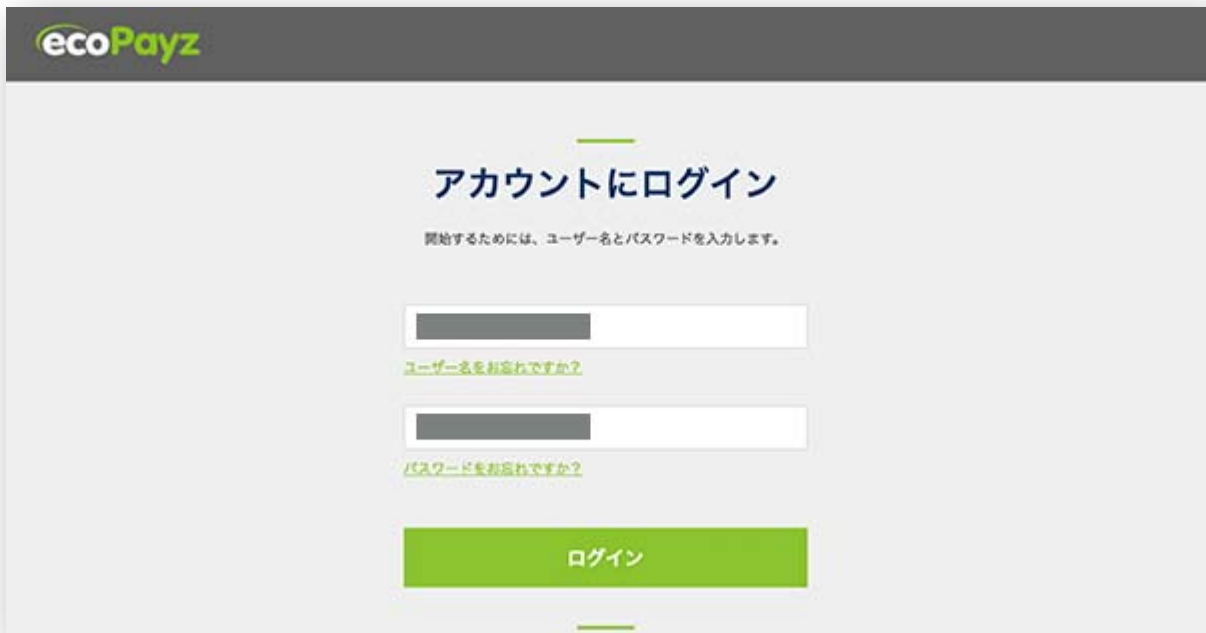 ecoPayz
アカウントにログイン
開始するためには、ユーザー名とパスワードを入力します。
ユーザー名をお忘れですか？
パスワードをお忘れですか？
ログイン